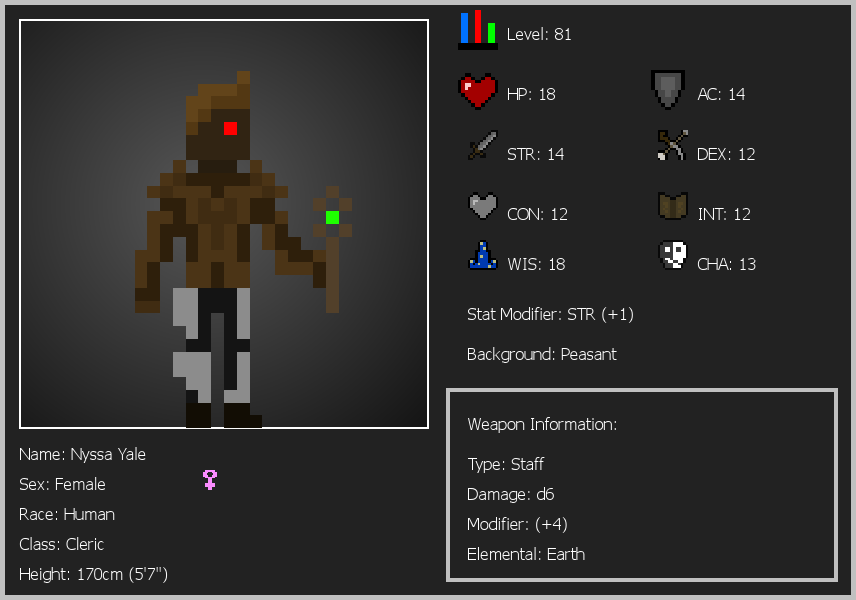 Level: 81
HP: 18
AC: 14
STR: 14
DEX: 12
CON: 12
INT: 12
WIS: 18
CHA: 13
Stat Modifier: STR (+1)
Background: Peasant
Weapon Information:
Type: Staff
Damage: d6
Modifier: (+4)
Elemental: Earth
Name: Nyssa Yale
Sex: Female
Race: Human
Class: Cleric
Height: 170cm (5'7")